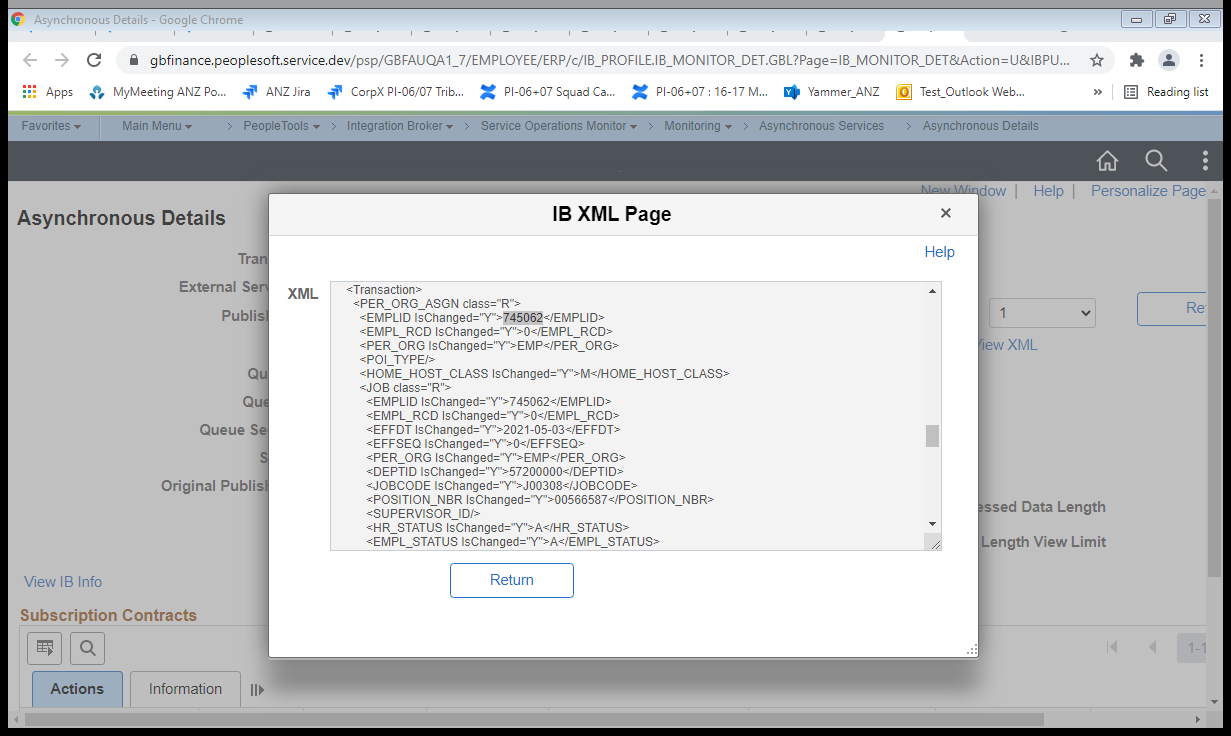 Asynchronous Details - Google Chrome
gbfinance.peoplesoft.service.dev/psp/GBFAUQA1_7/EMPLOYEE/ERP/c/IB_PROFILE.IB_MONITOR_DET.GBL?Page=IB_MONITOR_DET&Action=U&IBPU...
Apps MyMeeting ANZ Po... ANZ Jira CorpX PI-06/07 Trib... PI-06+07 Squad Ca... PI-06+07 : 16-17 M... Yammer_ANZ Test_Outlook Web... » Reading list
Favorites Main Menu > PeopleTools > Integration Broker > Service Operations Monitor > Monitoring > Asynchronous Services > Asynchronous Details
New Window | Help | Personalize Page
Asynchronous Details
IB XML Page
×
Help
XML
<Transaction>
<PER_ORG_ASGN class="R">
<EMPLID IsChanged="Y">745062</EMPLID>
<EMPL_RCD IsChanged="Y">0</EMPL_RCD>
<PER_ORG IsChanged="Y">EMP</PER_ORG>
<POI_TYPE/>
<HOME_HOST_CLASS IsChanged="Y">M</HOME_HOST_CLASS>
<JOB class="R">
<EMPLID IsChanged="Y">745062</EMPLID>
<EMPL_RCD IsChanged="Y">0</EMPL_RCD>
<EFFDT IsChanged="Y">2021-05-03</EFFDT>
<EFFSEQ IsChanged="Y">0</EFFSEQ>
<PER_ORG IsChanged="Y">EMP</PER_ORG>
<DEPTID IsChanged="Y">57200000</DEPTID>
<JOBCODE IsChanged="Y">J00308</JOBCODE>
<POSITION_NBR IsChanged="Y">00566587</POSITION_NBR>
<SUPERVISOR_ID/>
<HR_STATUS IsChanged="Y">A</HR_STATUS>
<EMPL_STATUS IsChanged="Y">A</EMPL_STATUS>
Return
Tran
External Serv
Publis
Qu
Que
Queue Se
S
Original Publis
1
Re
View XML
essed Data Length
Length View Limit
View IB Info
Subscription Contracts
1-1
Actions Information